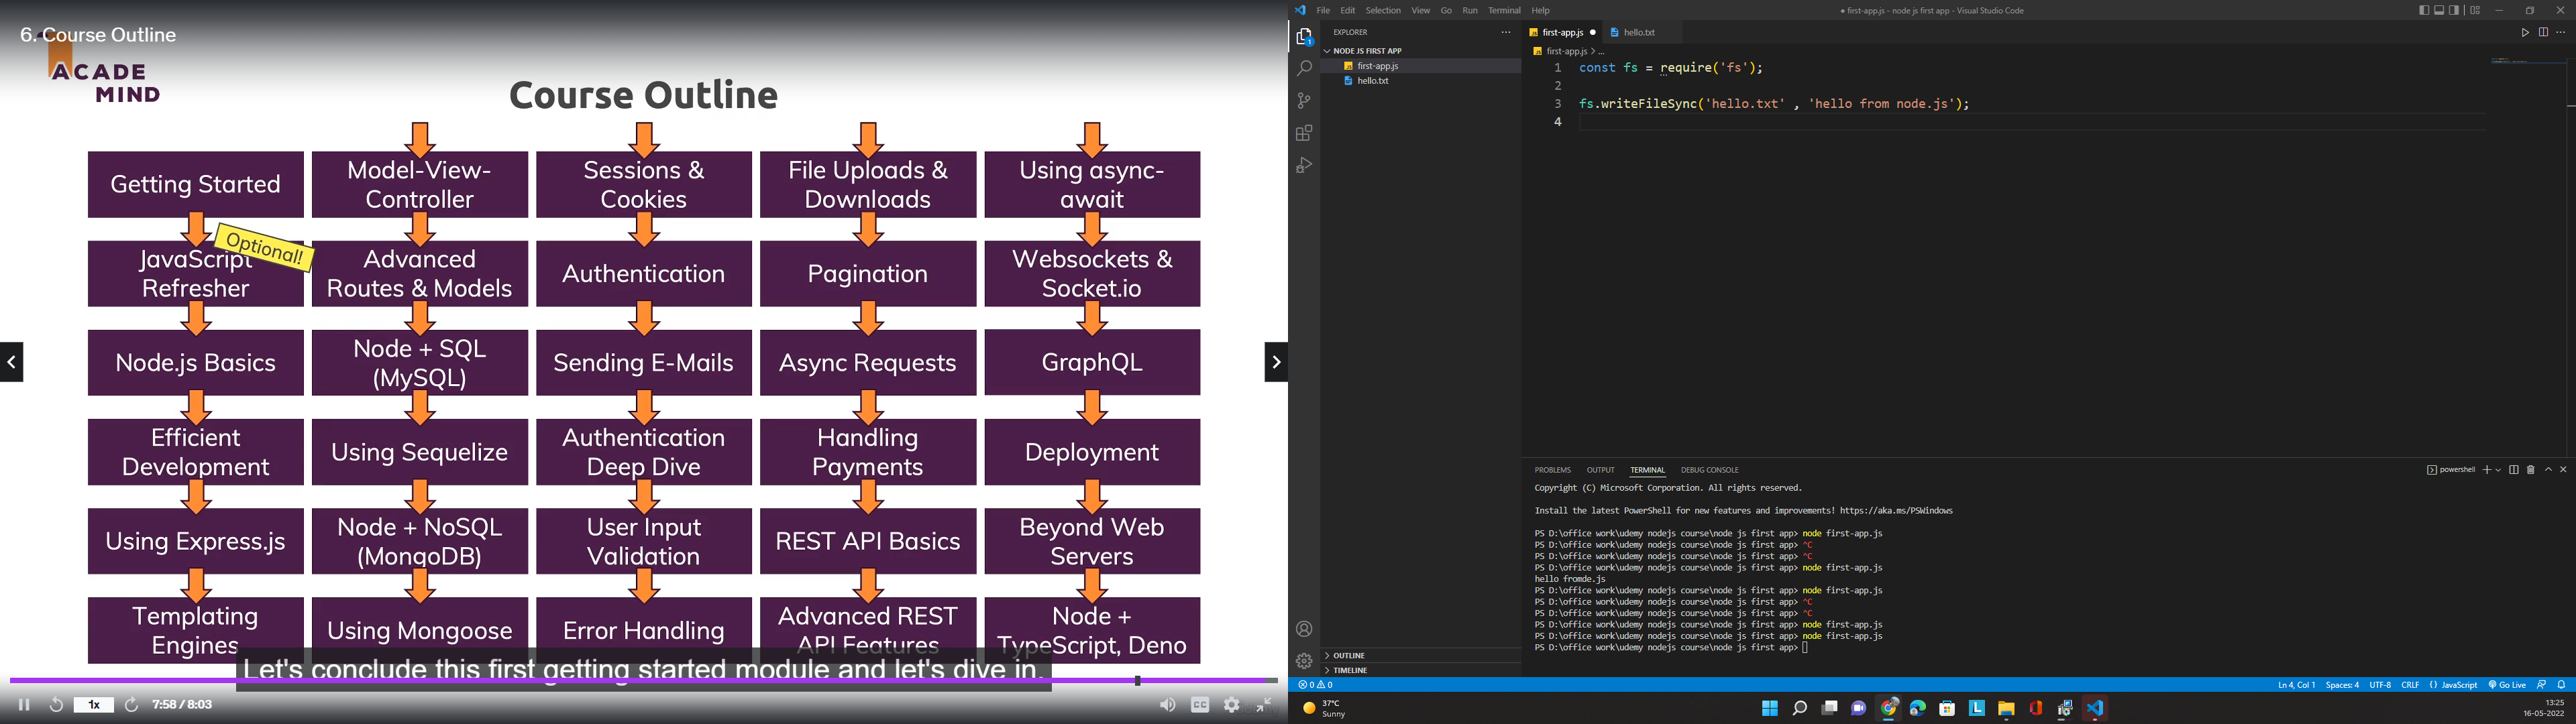 6. Course Outline
ACADE
MIND
Course Outline
Getting Started
Optional!
JavaScript
Refresher
Node.js Basics
Efficient
Development
Using Express.js
Templating
Engines
Model-View-
Controller
Advanced
Routes & Models
Node + SQL
(MySQL)
Using Sequelize
Node + NoSQL
(MongoDB)
Using Mongoose
Sessions &
Cookies
Authentication
Sending E-Mails
Authentication
Deep Dive
User Input
Validation
Error Handling
File Uploads &
Downloads
Pagination
Async Requests
Handling
Payments
REST API Basics
Advanced REST
API Features
Using async-
await
Websockets &
Socket.io
GraphQL
Deployment
Beyond Web
Servers
Node +
TypeScript, Deno
Let's conclude this first getting started module and let's dive in.
1x 7:58 / 8:03
CC
File Edit Selection View Go Run Terminal Help
● first-app.js - node js first app - Visual Studio Code
EXPLORER
NODE JS FIRST APP
JS first-app.js
hello.txt
OUTLINE
TIMELINE
1
JS first-app.js ● hello.txt
JS first-app.js > ...
1 const fs = require('fs');
2
3 fs.writeFileSync('hello.txt' , 'hello from node.js');
4
PROBLEMS OUTPUT TERMINAL DEBUG CONSOLE
powershell
Copyright (C) Microsoft Corporation. All rights reserved.
Install the latest PowerShell for new features and improvements! https://aka.ms/PSWindows
PS D:\office work\udemy nodejs course\node js first app> node first-app.js
PS D:\office work\udemy nodejs course\node js first app> ^C
PS D:\office work\udemy nodejs course\node js first app> ^C
PS D:\office work\udemy nodejs course\node js first app> node first-app.js
hello fromde.js
PS D:\office work\udemy nodejs course\node js first app> node first-app.js
PS D:\office work\udemy nodejs course\node js first app> ^C
PS D:\office work\udemy nodejs course\node js first app> ^C
PS D:\office work\udemy nodejs course\node js first app> node first-app.js
PS D:\office work\udemy nodejs course\node js first app> node first-app.js
PS D:\office work\udemy nodejs course\node js first app>
0 0
Ln 4, Col 1 Spaces: 4 UTF-8 CRLF {} JavaScript Go Live
37°C
Sunny
L
13:25
16-05-2022